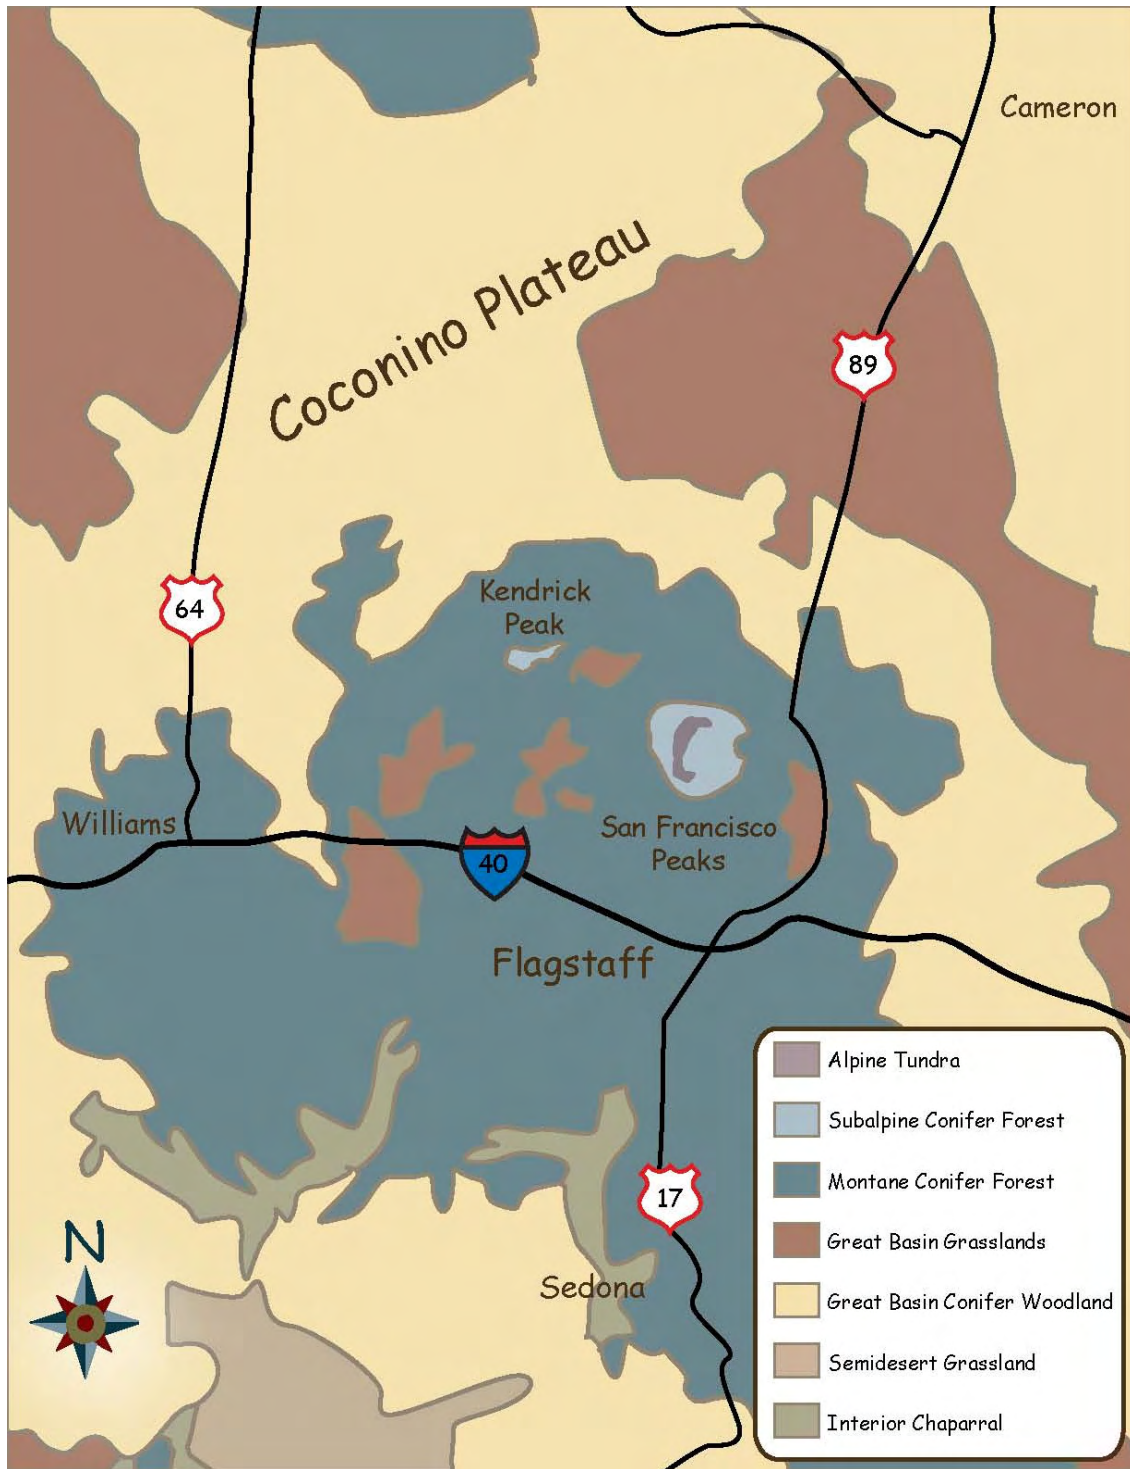 Cameron
Coconino Plateau
89
64
Kendrick
Peak
Williams
San Francisco
Peaks
40
Flagstaff
17
Sedona
N
Alpine Tundra
Subalpine Conifer Forest
Montane Conifer Forest
Great Basin Grasslands
Great Basin Conifer Woodland
Semidesert Grassland
Interior Chaparral